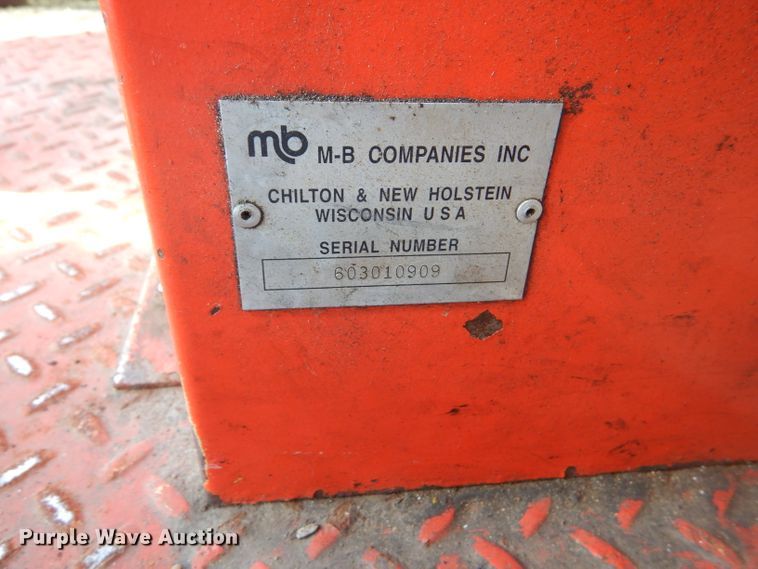 mb M-B COMPANIES INC
CHILTON & NEW HOLSTEIN
WISCONSIN U S A
SERIAL NUMBER
603010909
Purple Wave Auction